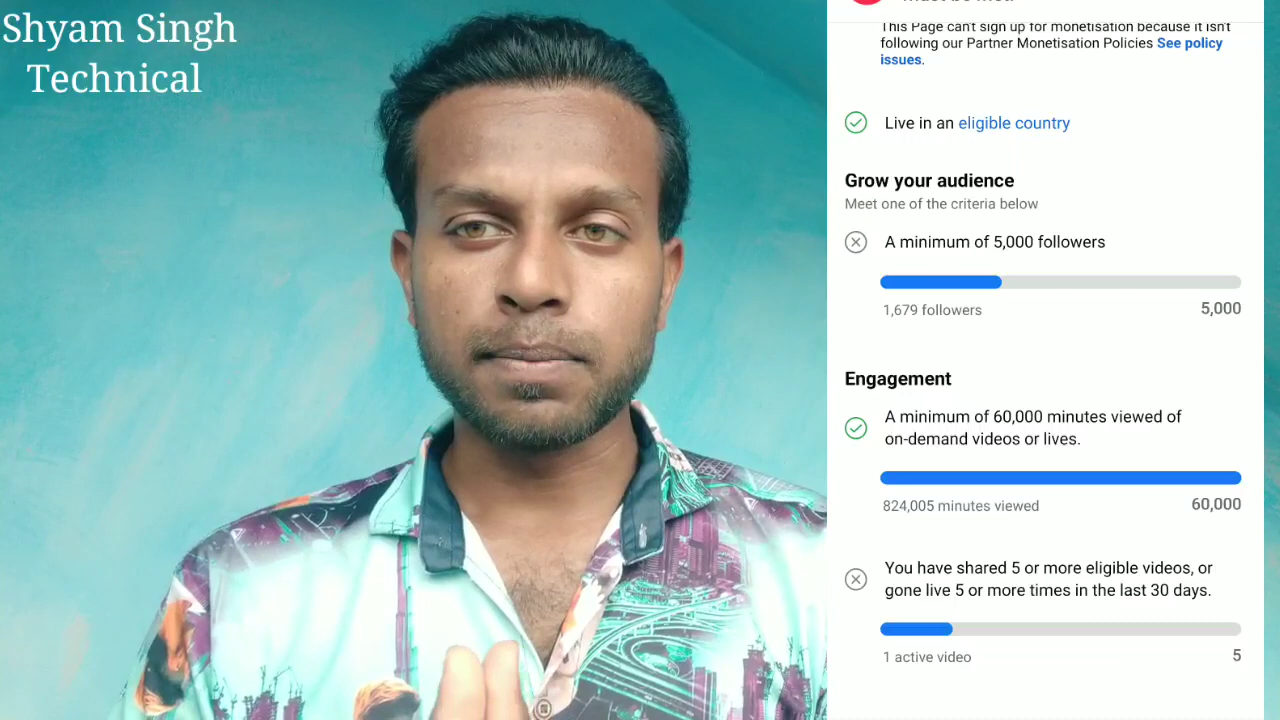 Shyam Singh
Technical
This Page can't sign up for monetisation because it isn't
following our Partner Monetisation Policies See policy
issues.
Live in an eligible country
Grow your audience
Meet one of the criteria below
A minimum of 5,000 followers
1,679 followers 5,000
Engagement
A minimum of 60,000 minutes viewed of
on-demand videos or lives.
824,005 minutes viewed 60,000
You have shared 5 or more eligible videos, or
gone live 5 or more times in the last 30 days.
1 active video 5